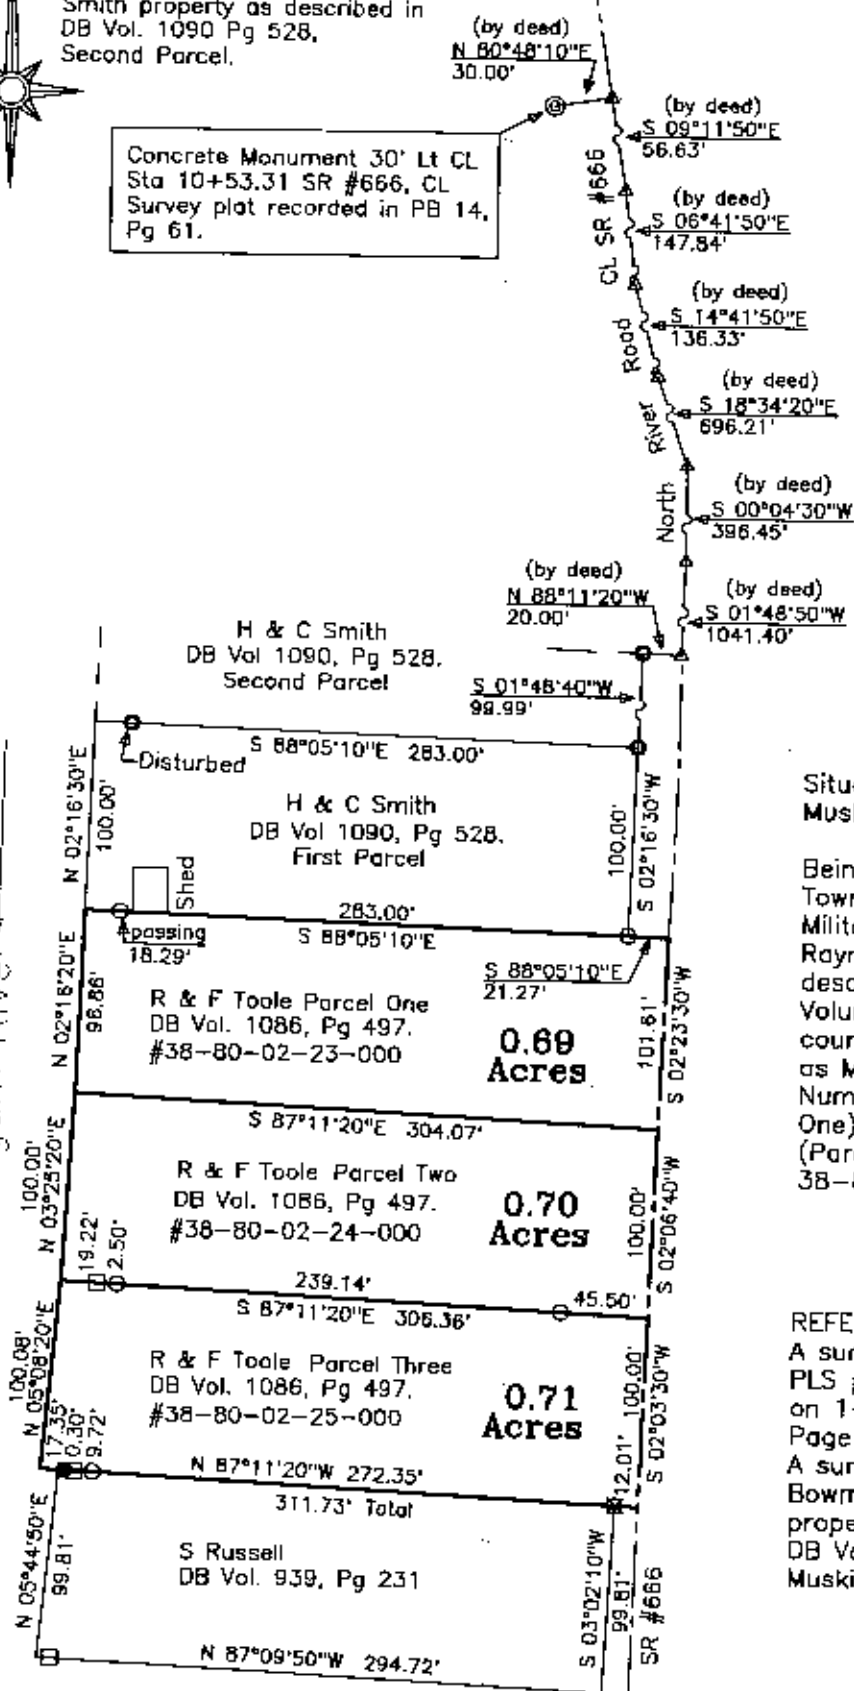 Smith property as described in
DB Vol. 1090 Pg 528,
Second Parcel.
(by deed)
N 80°48'10"E
30.00'
Concrete Monument 30' Lt CL
Sta 10+53.31 SR #666, CL
Survey plat recorded in PB 14,
Pg 61.
(by deed)
S 09°11'50"E
56.63'
(by deed)
S 06°41'50"E
147.84'
(by deed)
S 14°41'50"E
136.33'
(by deed)
S 18°34'20"E
696.21'
(by deed)
S 00°04'30"W
396.45'
(by deed)
S 01°48'50"W
1041.40'
North River Road CL SR #666
(by deed)
N 88°11'20"W
20.00'
H & C Smith
DB Vol 1090, Pg 528.
Second Parcel
S 01°48'40"W
99.99'
S 88°05'10"E 283.00'
Disturbed
N 02°16'30"E
100.00'
H & C Smith
DB Vol 1090, Pg 528.
First Parcel
100.00'
S 02°16'30"W
Shed
283.00'
S 88°05'10"E
passing
18.29'
S 88°05'10"E
21.27'
N 02°16'20"E
98.86'
R & F Toole Parcel One
DB Vol. 1086, Pg 497.
#38-80-02-23-000
0.69
Acres
101.61'
S 02°23'30"W
S 87°11'20"E 304.07'
100.00'
N 03°25'20"E
R & F Toole Parcel Two
DB Vol. 1086, Pg 497.
#38-80-02-24-000
0.70
Acres
100.00'
S 02°06'40"W
19.22'
2.50'
239.14'
45.50'
S 87°11'20"E 306.36'
100.08'
N 05°08'20"E
R & F Toole Parcel Three
DB Vol. 1086, Pg 497.
#38-80-02-25-000
0.71
Acres
100.00'
S 02°03'30"W
17.35'
0.30'
9.72'
N 87°11'20"W 272.35'
12.01'
311.73' Total
N 05°44'50"E
99.81'
S Russell
DB Vol. 939, Pg 231
S 03°02'10"W
99.81'
SR #666
N 87°09'50"W 294.72'
Situ
Mus
Bein
Town
Milit
Rayn
desc
Volu
cour
as M
Num
One)
(Par
38-
REFE
A sur
PLS
on 1-
Page
A sur
Bowm
prope
DB Vo
Muski